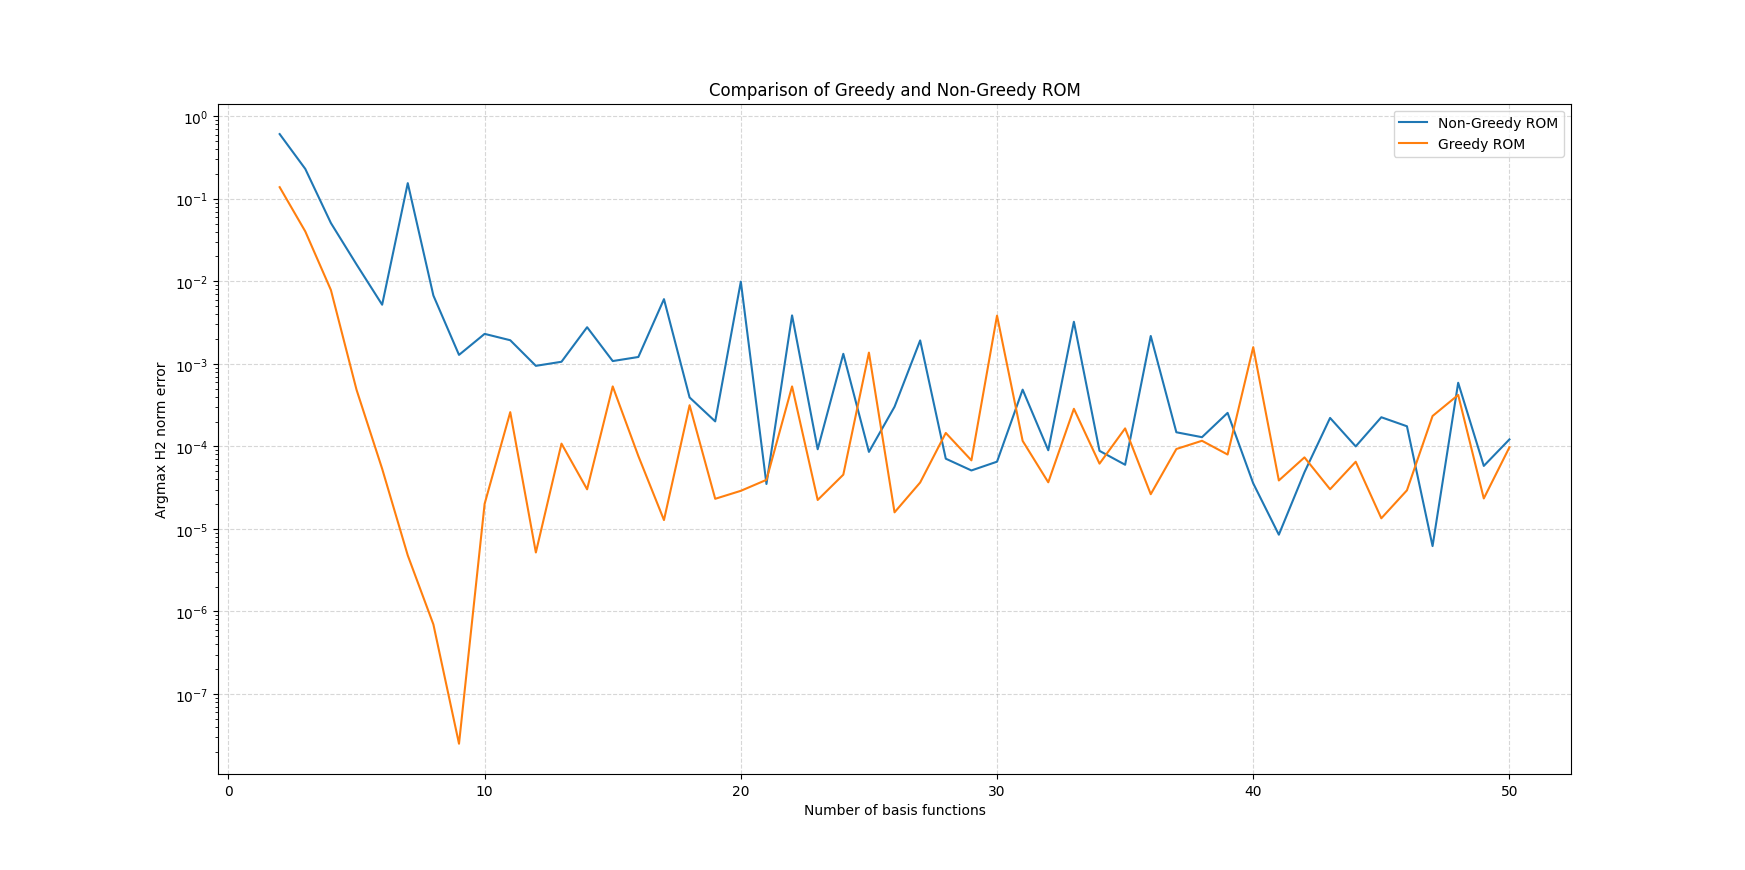 Comparison of Greedy and Non-Greedy ROM
Non-Greedy ROM
Greedy ROM
Argmax H2 norm error
10⁰
10⁻¹
10⁻²
10⁻³
10⁻⁴
10⁻⁵
10⁻⁶
10⁻⁷
0 10 20 30 40 50
Number of basis functions